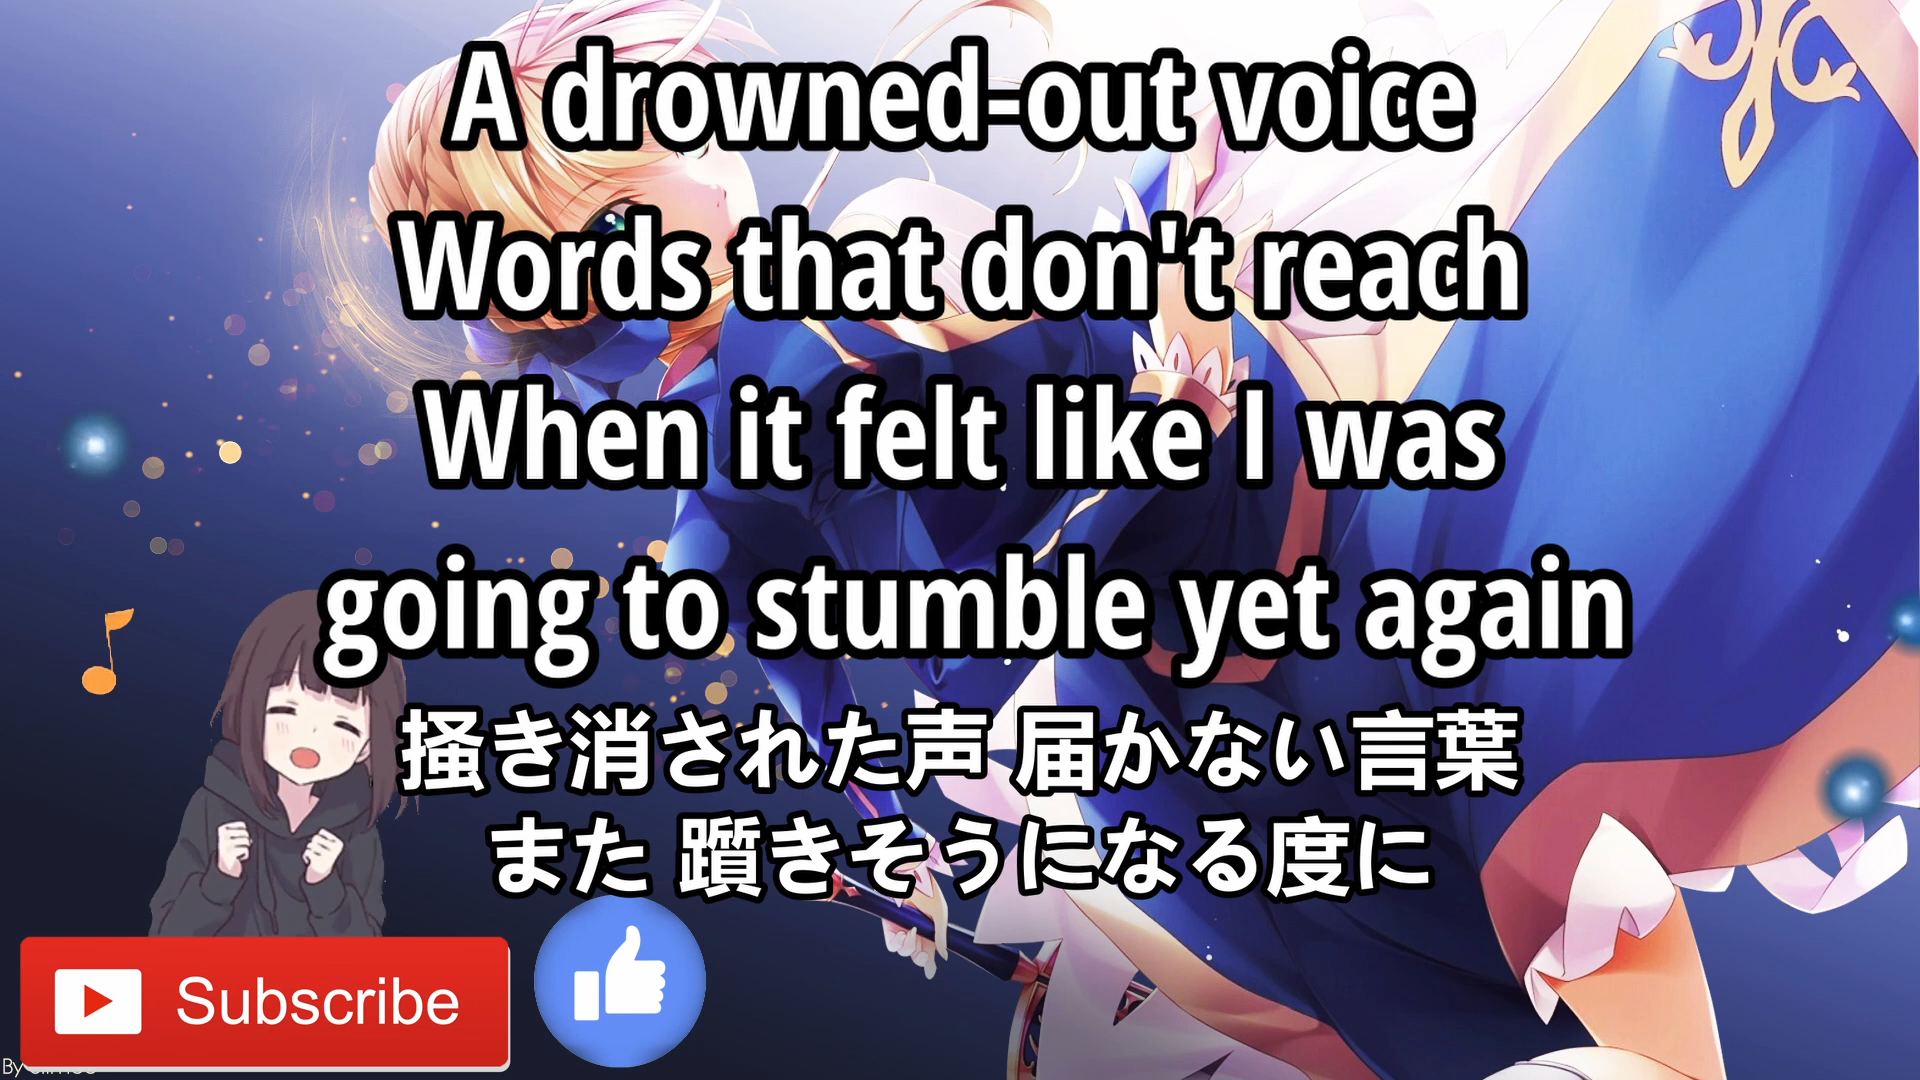 A drowned-out voice
Words that don't reach
When it felt like I was
going to stumble yet again
掻き消された声 届かない言葉
また 躓きそうになる度に
Subscribe
By